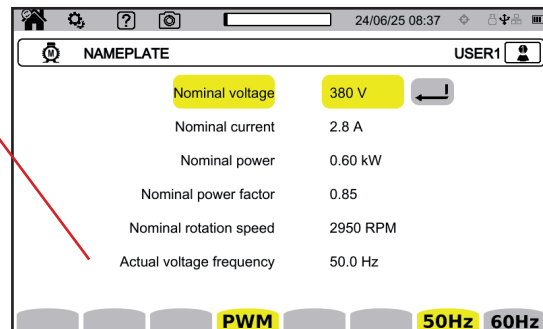 ? 24/06/25 08:37
M NAMEPLATE USER1
Nominal voltage 380 V
Nominal current 2.8 A
Nominal power 0.60 kW
Nominal power factor 0.85
Nominal rotation speed 2950 RPM
Actual voltage frequency 50.0 Hz
PWM 50Hz 60Hz